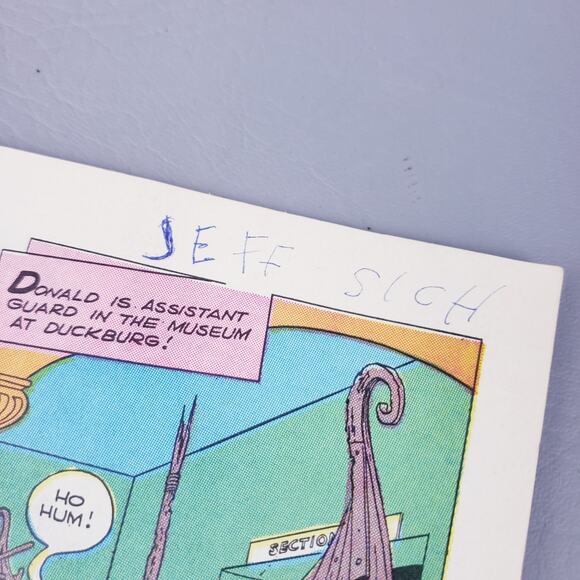 JEFF SICH
DONALD IS ASSISTANT
GUARD IN THE MUSEUM
AT DUCKBURG!
HO
HUM!
SECTION